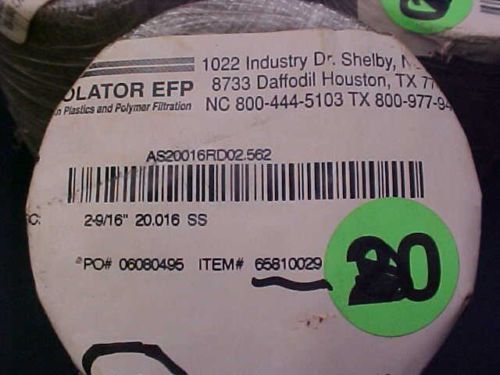 1022 Industry Dr. Shelby,
OLATOR EFP
8733 Daffodil Houston, TX
Plastics and Polymer Filtration
NC 800-444-5103 TX 800-977-
AS20016RD02.562
2-9/16" 20.016 SS
PO# 06080495 ITEM# 65810029
20